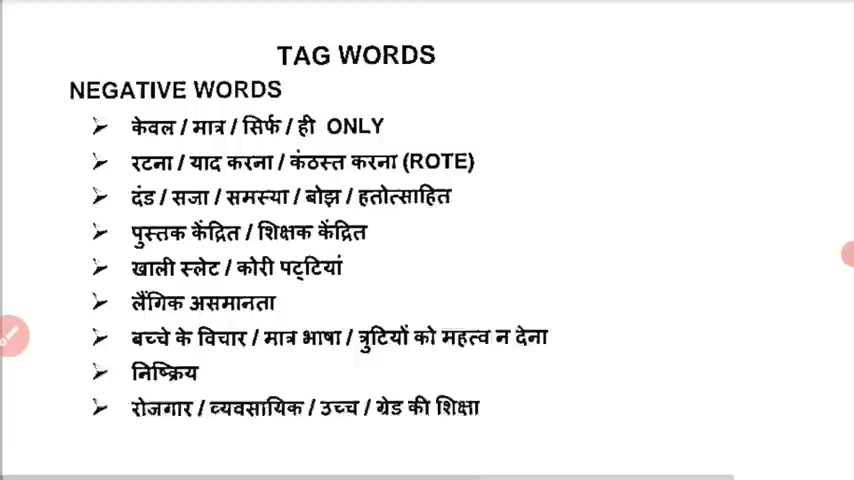 TAG WORDS
NEGATIVE WORDS
➢ केवल / मात्र / सिर्फ / ही ONLY
➢ रटना / याद करना / कंठस्त करना (ROTE)
➢ दंड / सजा / समस्या / बोझ / हतोत्साहित
➢ पुस्तक केंद्रित / शिक्षक केंद्रित
➢ खाली स्लेट / कोरी पट्टियां
➢ लैंगिक असमानता
➢ बच्चे के विचार / मात्र भाषा / त्रुटियों को महत्व न देना
➢ निष्क्रिय
➢ रोजगार / व्यवसायिक / उच्च / ग्रेड की शिक्षा